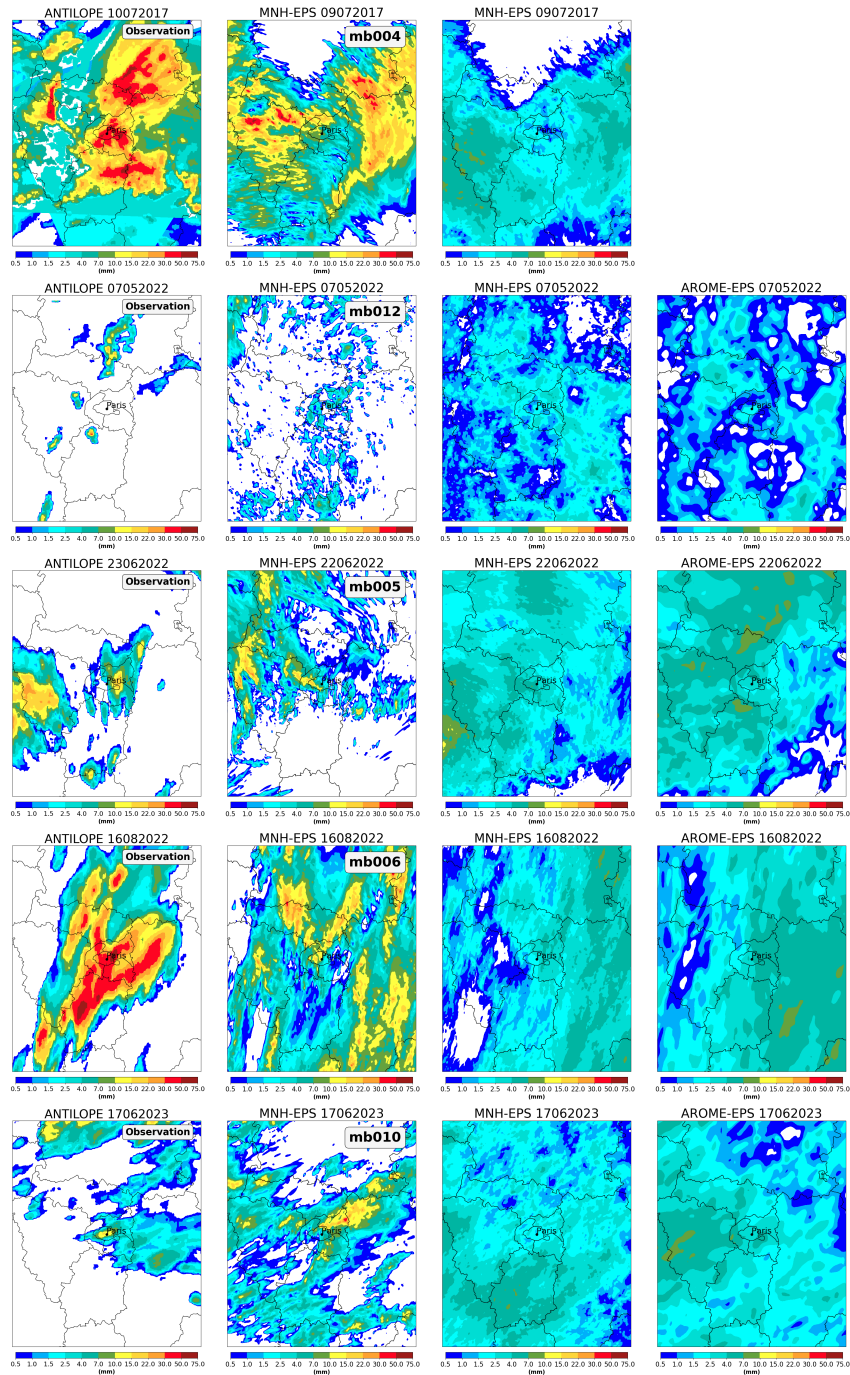 ANTILOPE 10072017 MNH-EPS 09072017 MNH-EPS 09072017
Observation mb004
Paris Paris Paris
0.5 1.0 1.5 2.5 4.0 7.0 10.0 15.0 22.0 30.0 50.0 75.0 0.5 1.0 1.5 2.5 4.0 7.0 10.0 15.0 22.0 30.0 50.0 75.0 0.5 1.0 1.5 2.5 4.0 7.0 10.0 15.0 22.0 30.0 50.0 75.0
(mm) (mm) (mm)
ANTILOPE 07052022 MNH-EPS 07052022 MNH-EPS 07052022 AROME-EPS 07052022
Observation mb012
Paris Paris Paris Paris
0.5 1.0 1.5 2.5 4.0 7.0 10.0 15.0 22.0 30.0 50.0 75.0 0.5 1.0 1.5 2.5 4.0 7.0 10.0 15.0 22.0 30.0 50.0 75.0 0.5 1.0 1.5 2.5 4.0 7.0 10.0 15.0 22.0 30.0 50.0 75.0 0.5 1.0 1.5 2.5 4.0 7.0 10.0 15.0 22.0 30.0 50.0 75.0
(mm) (mm) (mm) (mm)
ANTILOPE 23062022 MNH-EPS 22062022 MNH-EPS 22062022 AROME-EPS 22062022
Observation mb005
Paris Paris Paris Paris
0.5 1.0 1.5 2.5 4.0 7.0 10.0 15.0 22.0 30.0 50.0 75.0 0.5 1.0 1.5 2.5 4.0 7.0 10.0 15.0 22.0 30.0 50.0 75.0 0.5 1.0 1.5 2.5 4.0 7.0 10.0 15.0 22.0 30.0 50.0 75.0 0.5 1.0 1.5 2.5 4.0 7.0 10.0 15.0 22.0 30.0 50.0 75.0
(mm) (mm) (mm) (mm)
ANTILOPE 16082022 MNH-EPS 16082022 MNH-EPS 16082022 AROME-EPS 16082022
Observation mb006
Paris Paris Paris Paris
0.5 1.0 1.5 2.5 4.0 7.0 10.0 15.0 22.0 30.0 50.0 75.0 0.5 1.0 1.5 2.5 4.0 7.0 10.0 15.0 22.0 30.0 50.0 75.0 0.5 1.0 1.5 2.5 4.0 7.0 10.0 15.0 22.0 30.0 50.0 75.0 0.5 1.0 1.5 2.5 4.0 7.0 10.0 15.0 22.0 30.0 50.0 75.0
(mm) (mm) (mm) (mm)
ANTILOPE 17062023 MNH-EPS 17062023 MNH-EPS 17062023 AROME-EPS 17062023
Observation mb010
Paris Paris Paris Paris
0.5 1.0 1.5 2.5 4.0 7.0 10.0 15.0 22.0 30.0 50.0 75.0 0.5 1.0 1.5 2.5 4.0 7.0 10.0 15.0 22.0 30.0 50.0 75.0 0.5 1.0 1.5 2.5 4.0 7.0 10.0 15.0 22.0 30.0 50.0 75.0 0.5 1.0 1.5 2.5 4.0 7.0 10.0 15.0 22.0 30.0 50.0 75.0
(mm) (mm) (mm) (mm)